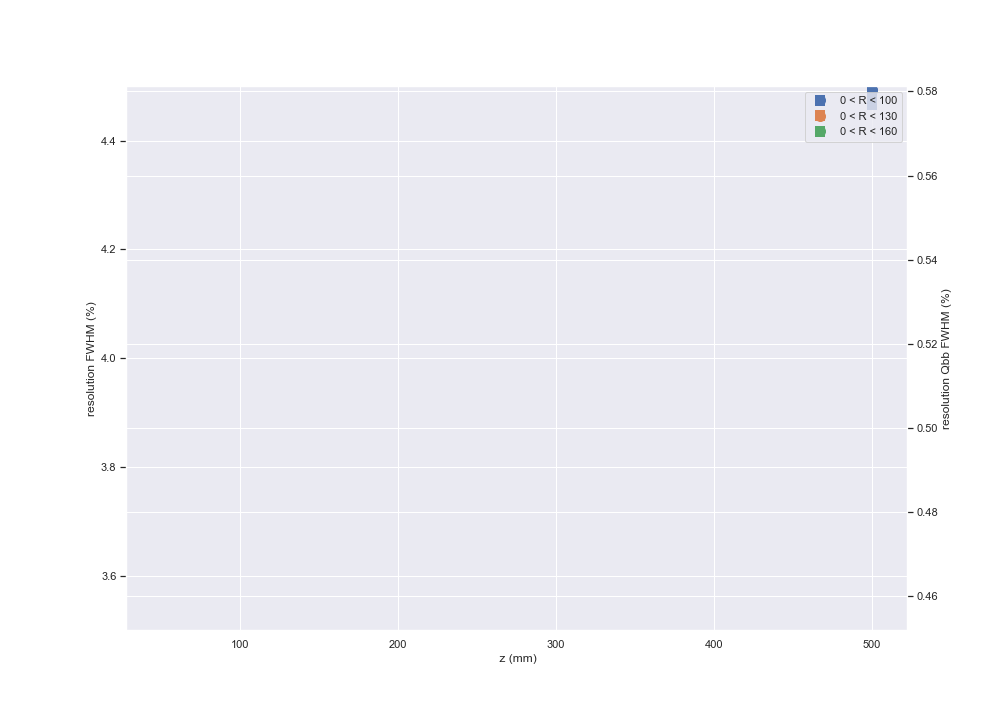 0 < R < 100
0 < R < 130
0 < R < 160
4.4
4.2
4.0
3.8
3.6
resolution FWHM (%)
0.58
0.56
0.54
0.52
0.50
0.48
0.46
resolution Qbb FWHM (%)
100 200 300 400 500
z (mm)